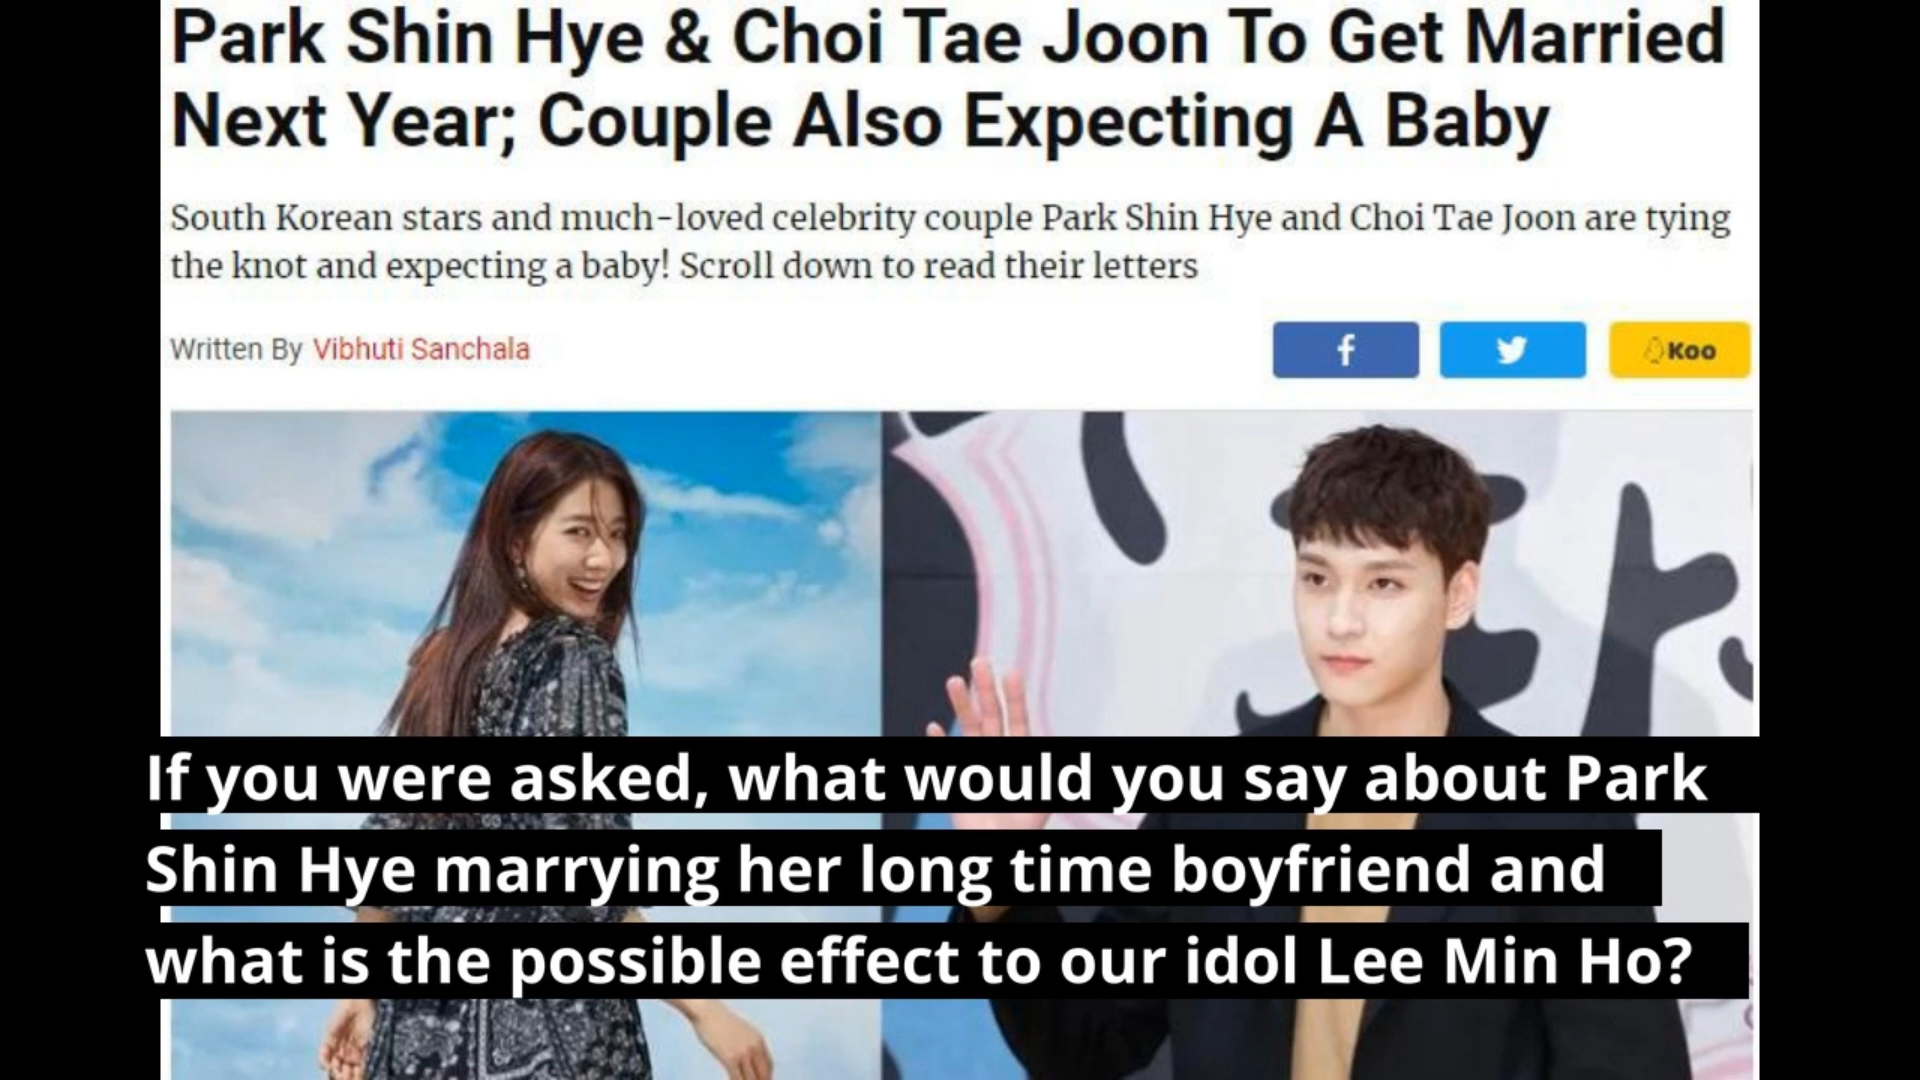 Park Shin Hye & Choi Tae Joon To Get Married
Next Year; Couple Also Expecting A Baby
South Korean stars and much-loved celebrity couple Park Shin Hye and Choi Tae Joon are tying
the knot and expecting a baby! Scroll down to read their letters
Written By Vibhuti Sanchala
f
Koo
If you were asked, what would you say about Park
Shin Hye marrying her long time boyfriend and
what is the possible effect to our idol Lee Min Ho?